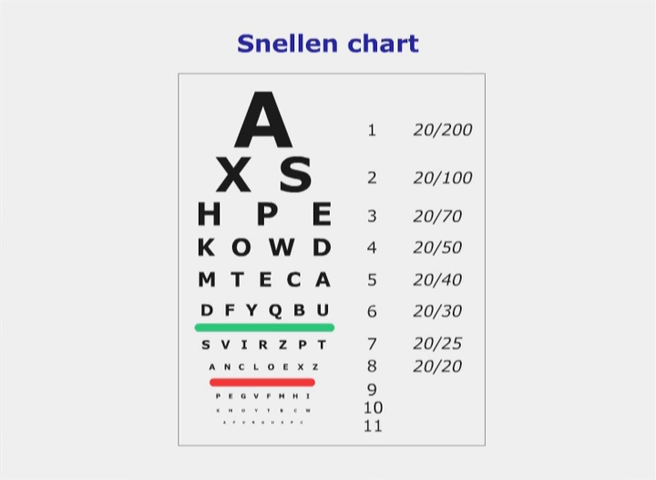 Snellen chart
A 1 20/200
X S 2 20/100
H P E 3 20/70
K O W D 4 20/50
M T E C A 5 20/40
D F Y Q B U 6 20/30
S V I R Z P T 7 20/25
A N C L O E X Z 8 20/20
P E G V F M H I 9
10
11